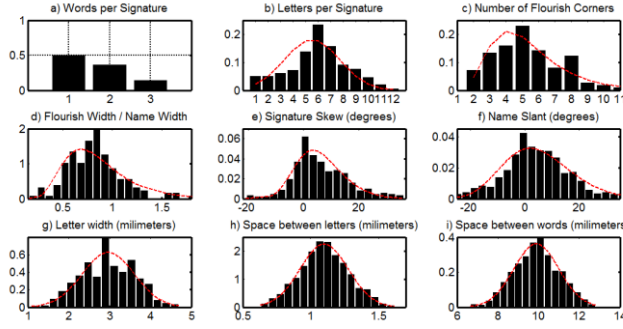 a) Words per Signature
b) Letters per Signature
c) Number of Flourish Corners
1
0.5
0
1 2 3
0.2
0.1
0
1 2 3 4 5 6 7 8 9 10 11 12
0.2
0.1
0
1 2 3 4 5 6 7 8 9 10 11
d) Flourish Width / Name Width
e) Signature Skew (degrees)
f) Name Slant (degrees)
2
1
0
0.5 1 1.5
0.06
0.04
0.02
0
-20 0 20
0.04
0.02
0
-20 0 20
g) Letter width (milimeters)
h) Space between letters (milimeters)
i) Space between words (milimeters)
0.6
0.4
0.2
0
1 2 3 4 5
2
1
0
0.5 1 1.5
0.4
0.2
0
6 8 10 12 14